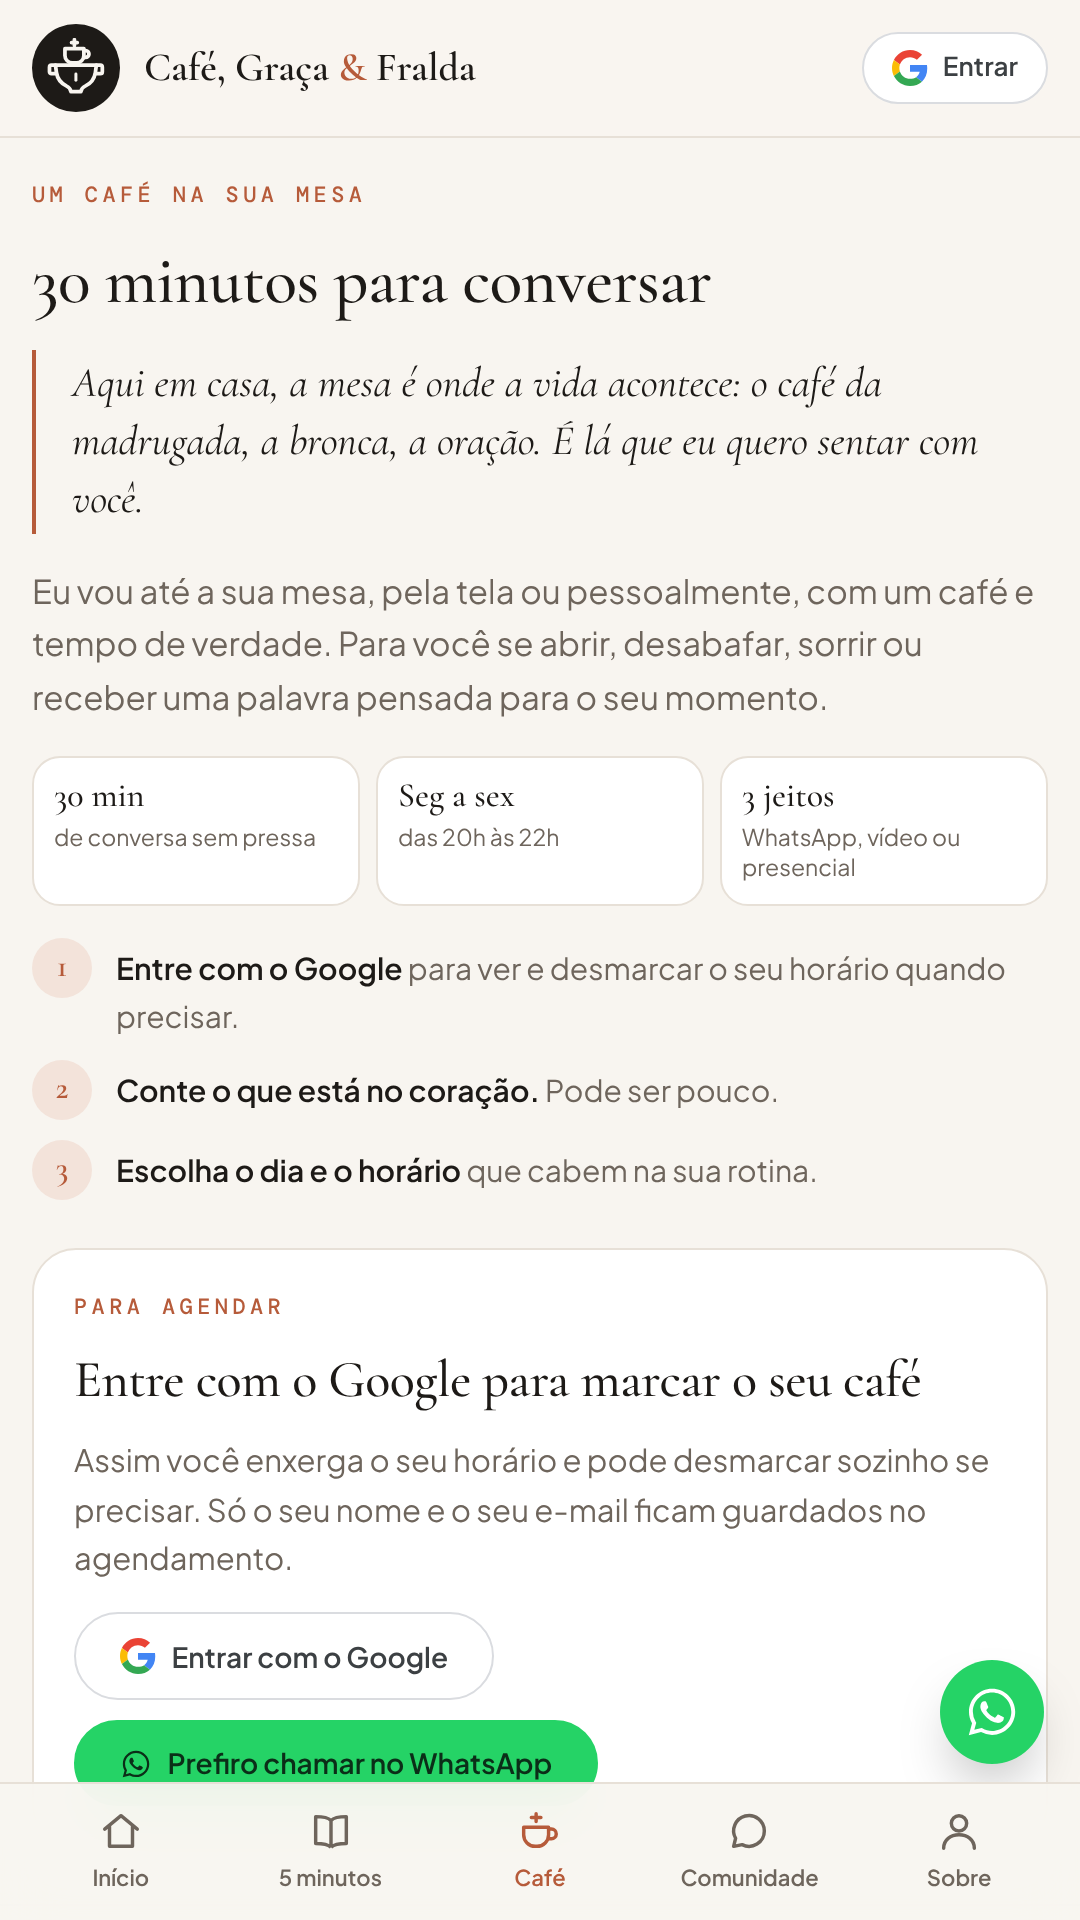 Café, Graça & Fralda
Entrar
UM CAFÉ NA SUA MESA
30 minutos para conversar
Aqui em casa, a mesa é onde a vida acontece: o café da
madrugada, a bronca, a oração. É lá que eu quero sentar com
você.
Eu vou até a sua mesa, pela tela ou pessoalmente, com um café e
tempo de verdade. Para você se abrir, desabafar, sorrir ou
receber uma palavra pensada para o seu momento.
30 min
de conversa sem pressa
Seg a sex
das 20h às 22h
3 jeitos
WhatsApp, vídeo ou
presencial
1 Entre com o Google para ver e desmarcar o seu horário quando
precisar.
2 Conte o que está no coração. Pode ser pouco.
3 Escolha o dia e o horário que cabem na sua rotina.
PARA AGENDAR
Entre com o Google para marcar o seu café
Assim você enxerga o seu horário e pode desmarcar sozinho se
precisar. Só o seu nome e o seu e-mail ficam guardados no
agendamento.
Entrar com o Google
Prefiro chamar no WhatsApp
Início
5 minutos
Café
Comunidade
Sobre